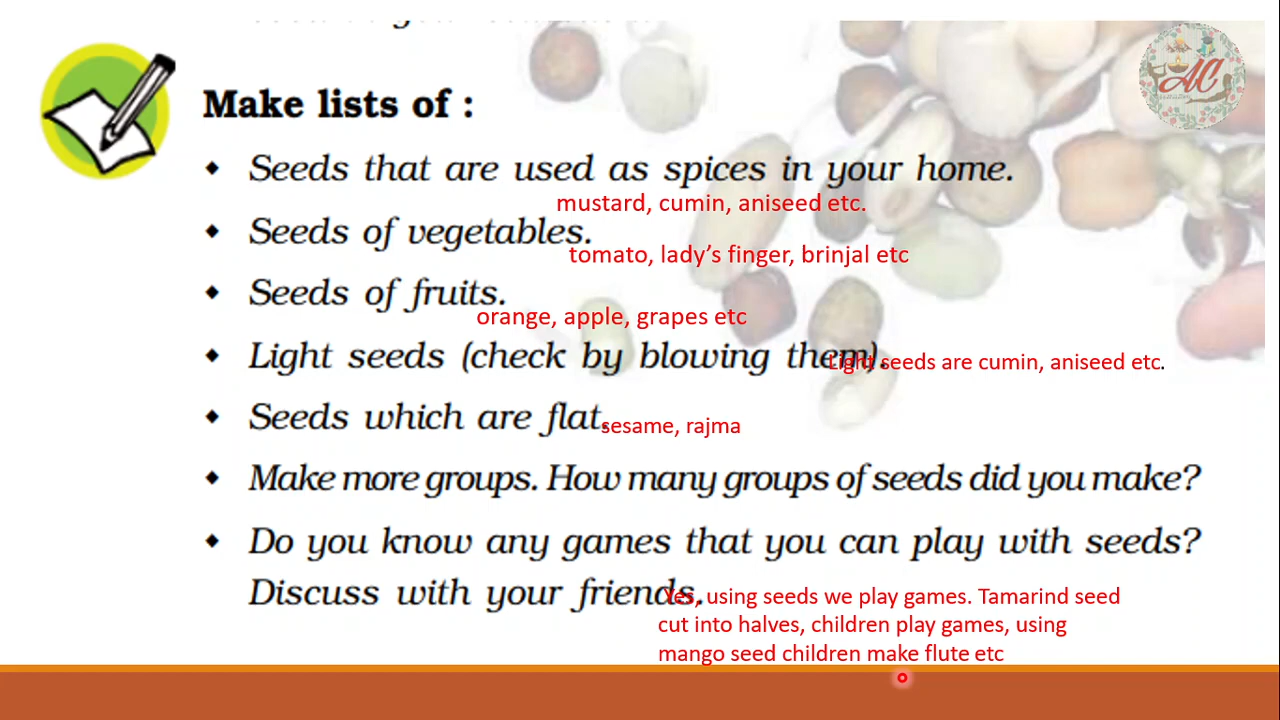 Make lists of :
Seeds that are used as spices in your home.
mustard, cumin, aniseed etc.
Seeds of vegetables.
tomato, lady's finger, brinjal etc
Seeds of fruits.
orange, apple, grapes etc
Light seeds (check by blowing them).
Light seeds are cumin, aniseed etc.
Seeds which are flat.
sesame, rajma
Make more groups. How many groups of seeds did you make?
Do you know any games that you can play with seeds?
Discuss with your friends.
Yes, using seeds we play games. Tamarind seed
cut into halves, children play games, using
mango seed children make flute etc
AC